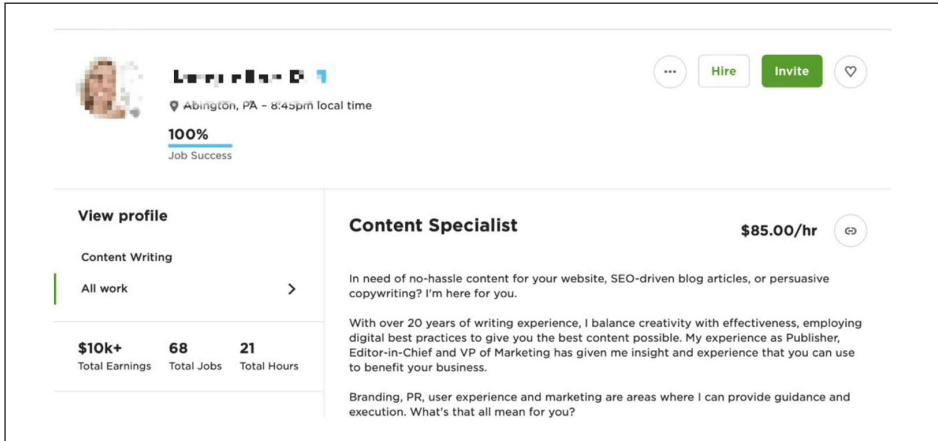 Abington, PA – 8:45pm local time
100%
Job Success
...
Hire
Invite
View profile
Content Writing
All work
$10k+
Total Earnings
68
Total Jobs
21
Total Hours
Content Specialist
$85.00/hr
In need of no-hassle content for your website, SEO-driven blog articles, or persuasive
copywriting? I'm here for you.
With over 20 years of writing experience, I balance creativity with effectiveness, employing
digital best practices to give you the best content possible. My experience as Publisher,
Editor-in-Chief and VP of Marketing has given me insight and experience that you can use
to benefit your business.
Branding, PR, user experience and marketing are areas where I can provide guidance and
execution. What's that all mean for you?